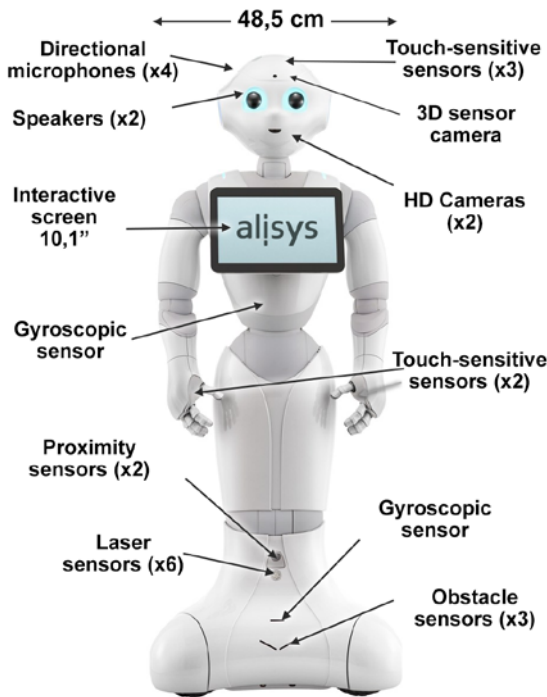 48,5 cm
Directional
microphones (x4)
Touch-sensitive
sensors (x3)
Speakers (x2)
3D sensor
camera
Interactive
screen
10,1”
HD Cameras
(x2)
alisys
Gyroscopic
sensor
Touch-sensitive
sensors (x2)
Proximity
sensors (x2)
Gyroscopic
sensor
Laser
sensors (x6)
Obstacle
sensors (x3)